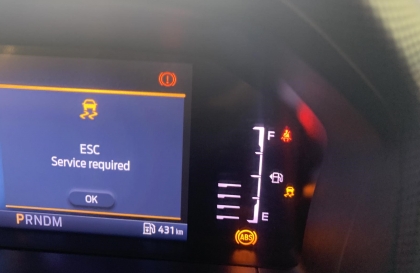 ESC
Service required
OK
PRNDM
431 km
F
E
ABS